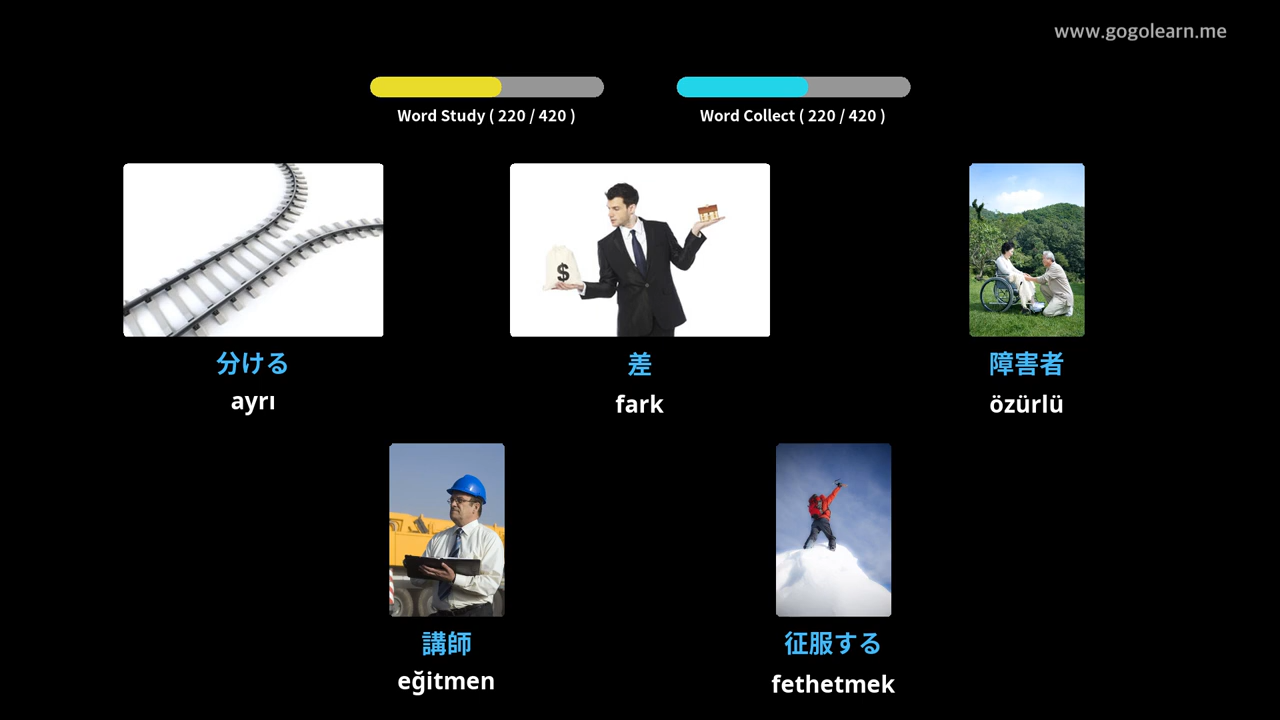 www.gogolearn.me
Word Study ( 220 / 420 )
Word Collect ( 220 / 420 )
分ける
ayrı
差
fark
障害者
özürlü
$
講師
eğitmen
征服する
fethetmek